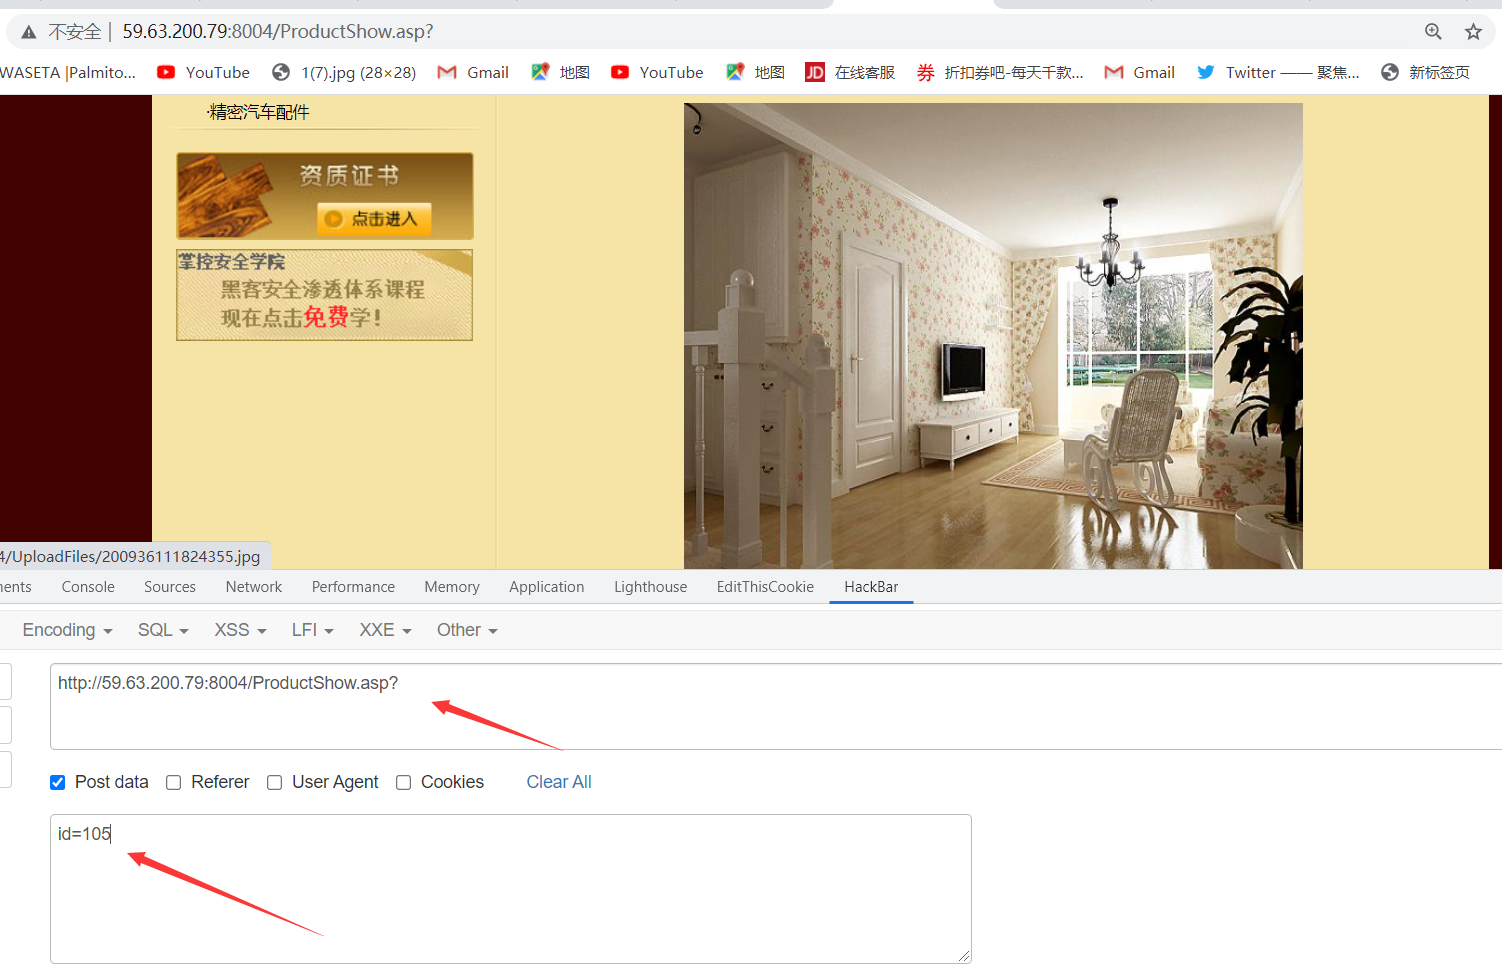 不安全 | 59.63.200.79:8004/ProductShow.asp?
WASETA |Palmito... YouTube 1(7).jpg (28×28) Gmail 地图 YouTube 地图 JD 在线客服 券 折扣券吧-每天千款... Gmail Twitter —— 聚焦... 新标签页
·精密汽车配件
资质证书
点击进入
掌控安全学院
黑客安全渗透体系课程
现在点击免费学!
4/UploadFiles/200936111824355.jpg
nents Console Sources Network Performance Memory Application Lighthouse EditThisCookie HackBar
Encoding SQL XSS LFI XXE Other
http://59.63.200.79:8004/ProductShow.asp?
Post data Referer User Agent Cookies Clear All
id=105